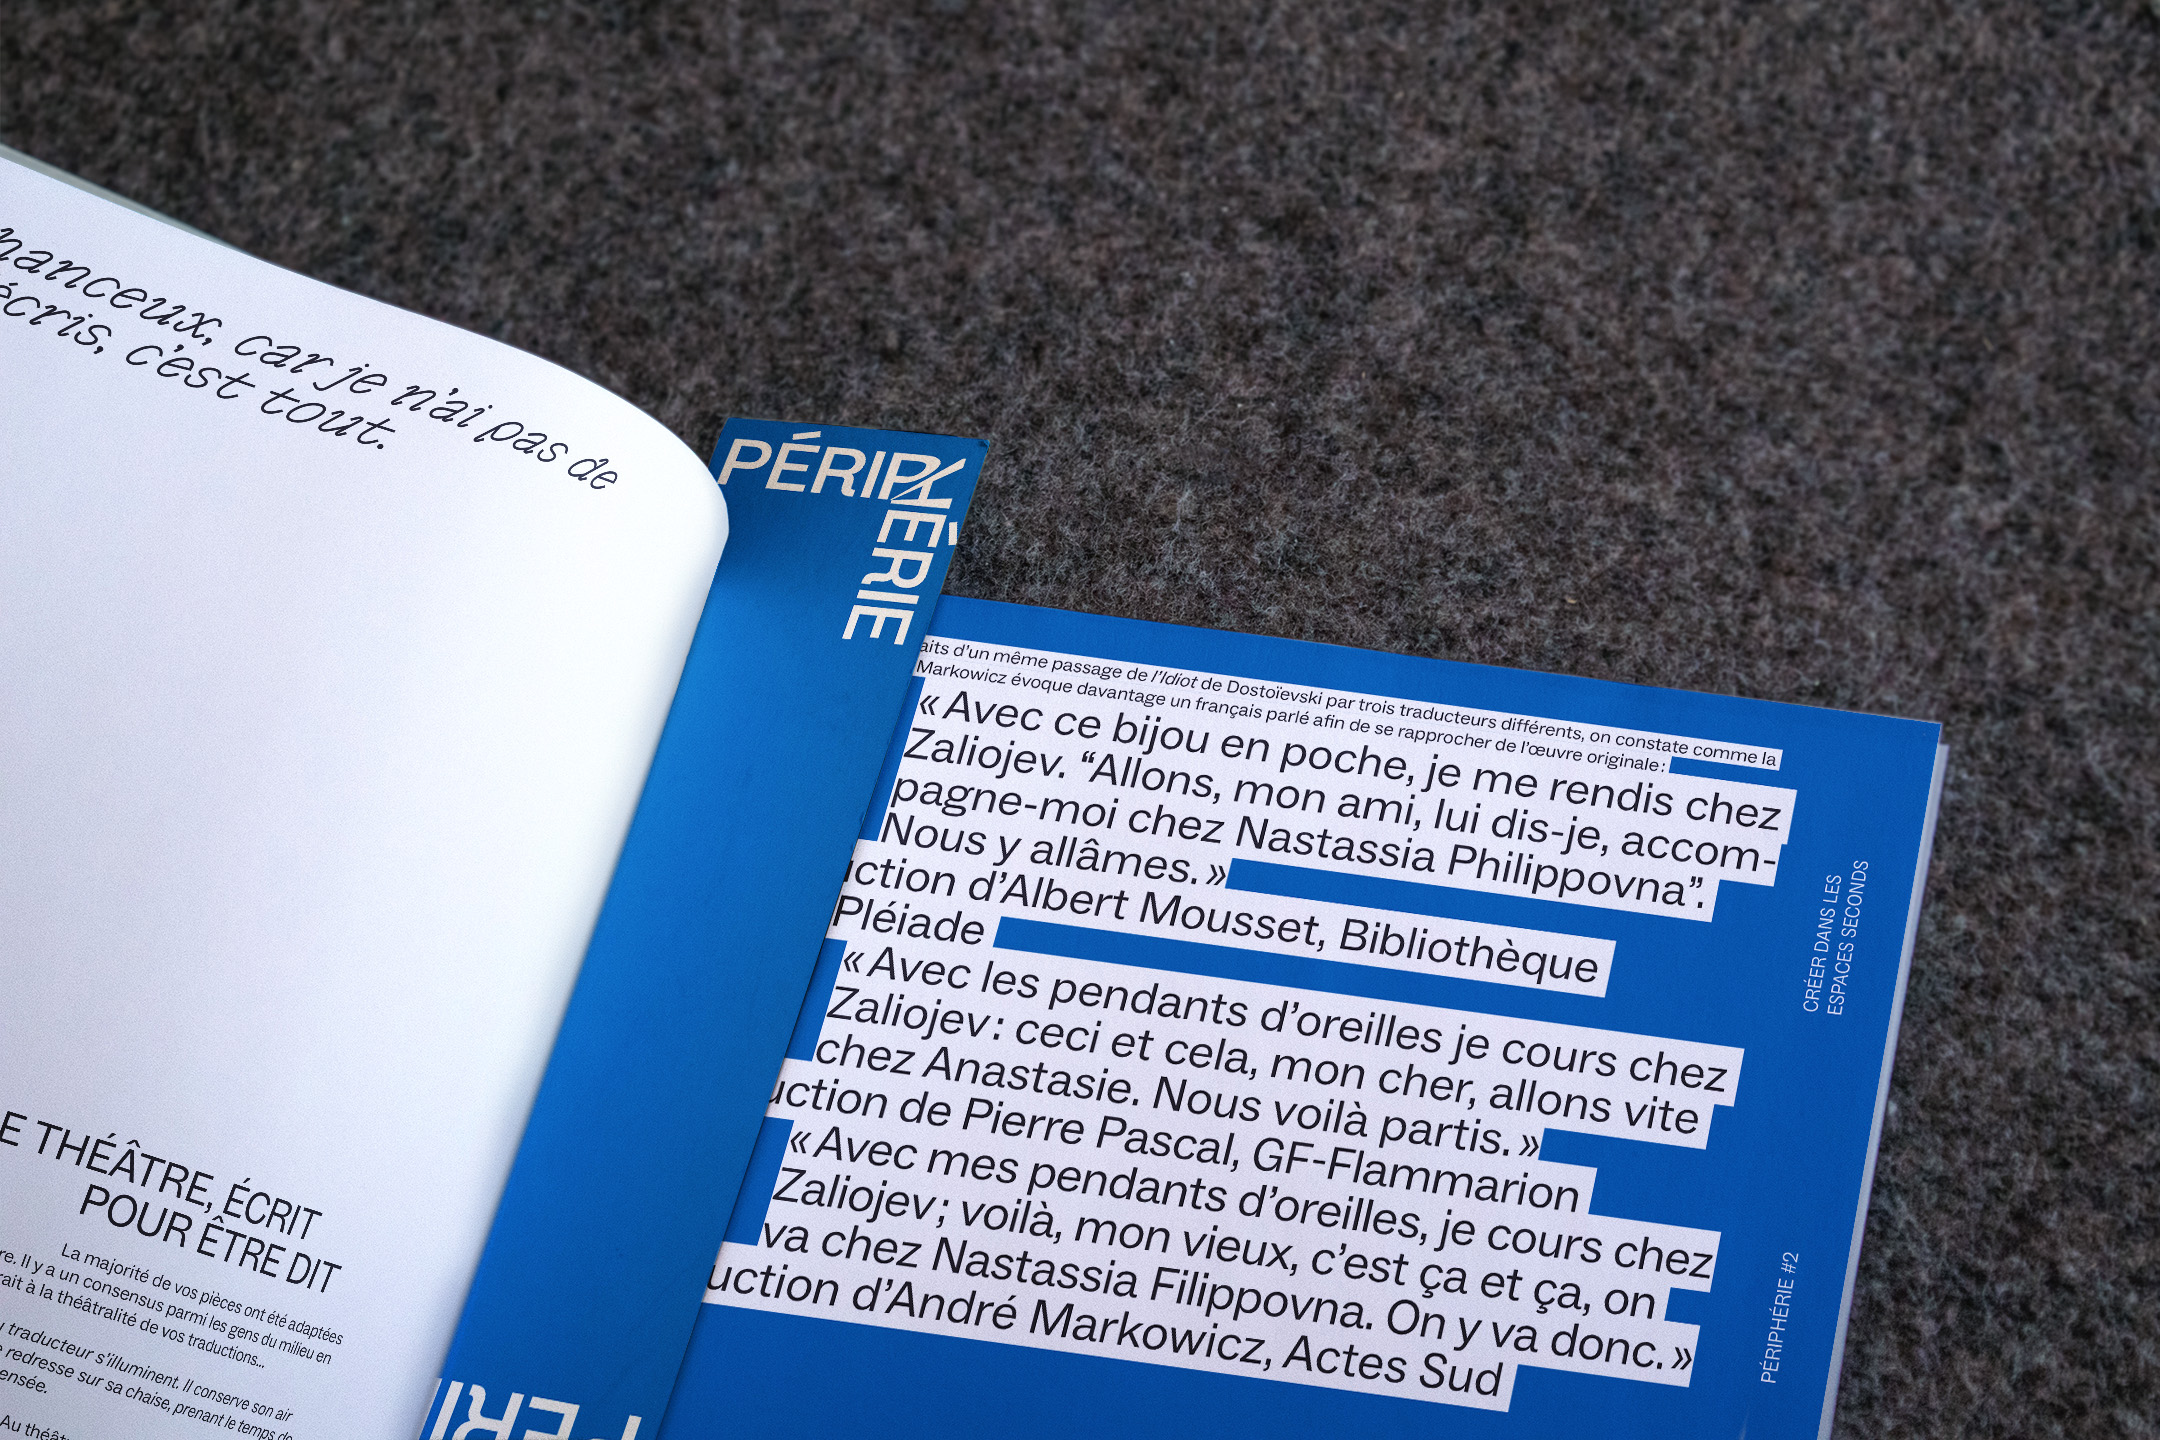 manceux, car je n'ai pas de
écris, c'est tout.
E THÉÂTRE, ÉCRIT
POUR ÊTRE DIT
La majorité de vos pièces ont été adaptées
re. Il y a un consensus parmi les gens du milieu en
rait à la théâtralité de vos traductions...
u traducteur s'illuminent. Il conserve son air
e redresse sur sa chaise, prenant le temps de
ensée.
Au théât
PÉRIPHÉRIE
PÉRI
aits d'un même passage de l'Idiot de Dostoïevski par trois traducteurs différents, on constate comme la
Markowicz évoque davantage un français parlé afin de se rapprocher de l'œuvre originale :
« Avec ce bijou en poche, je me rendis chez
Zaliojev. “Allons, mon ami, lui dis-je, accom-
pagne-moi chez Nastassia Philippovna”.
Nous y allâmes. »
uction d'Albert Mousset, Bibliothèque
Pléiade
« Avec les pendants d'oreilles je cours chez
Zaliojev : ceci et cela, mon cher, allons vite
chez Anastasie. Nous voilà partis. »
uction de Pierre Pascal, GF-Flammarion
« Avec mes pendants d'oreilles, je cours chez
Zaliojev ; voilà, mon vieux, c'est ça et ça, on
va chez Nastassia Filippovna. On y va donc. »
uction d'André Markowicz, Actes Sud
CRÉER DANS LES
ESPACES SECONDS
PÉRIPHÉRIE #2